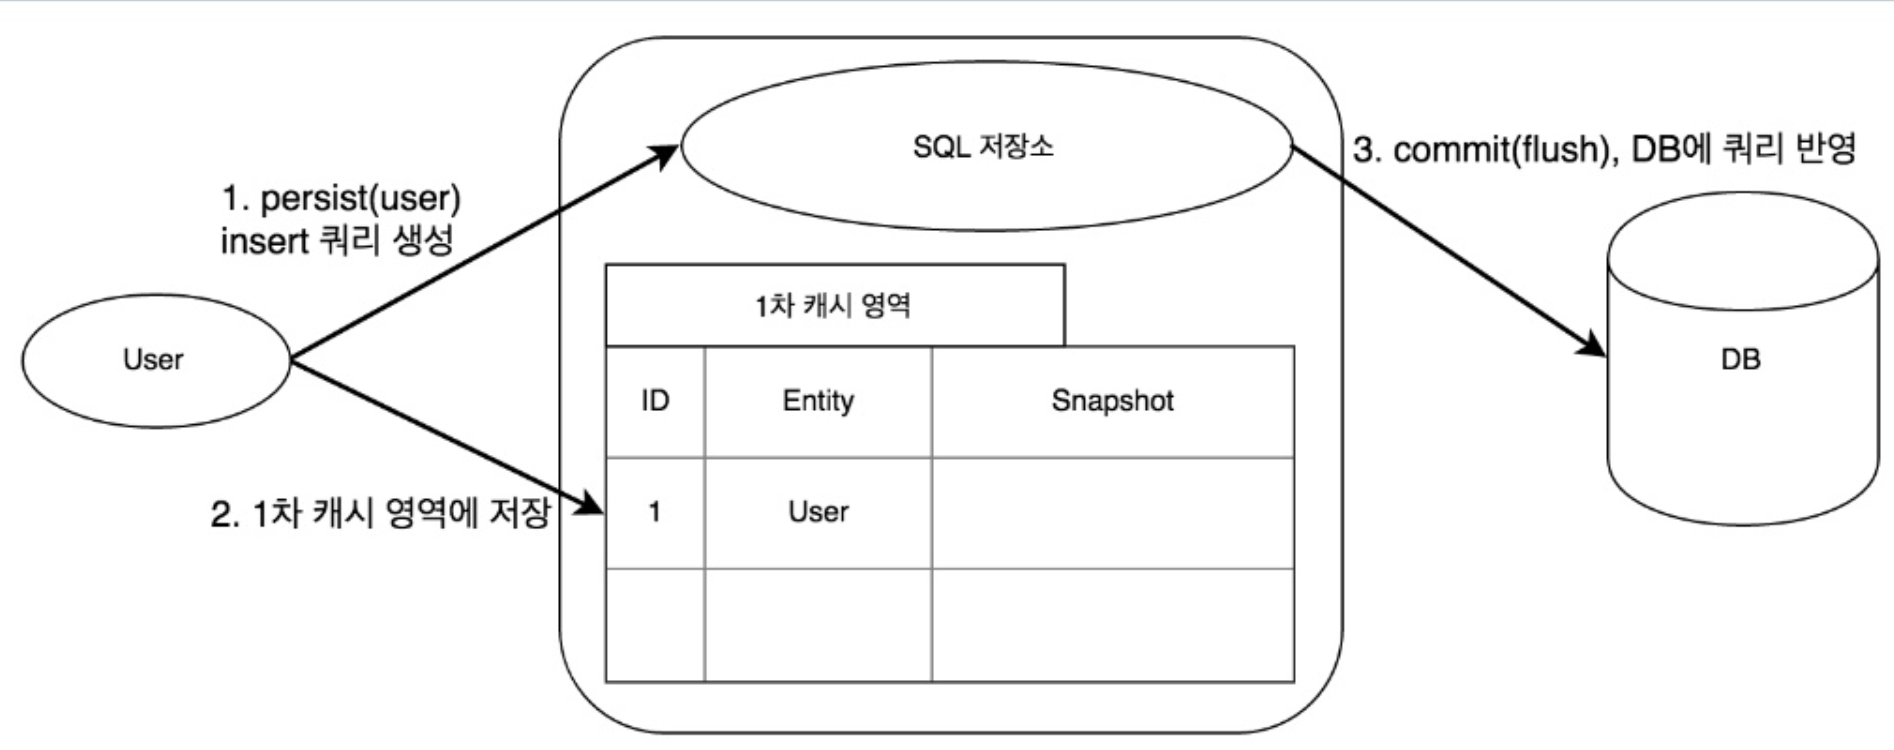 SQL 저장소
3. commit(flush), DB에 쿼리 반영
1. persist(user)
insert 쿼리 생성
1차 캐시 영역
User
DB
ID
Entity
Snapshot
2. 1차 캐시 영역에 저장
1
User